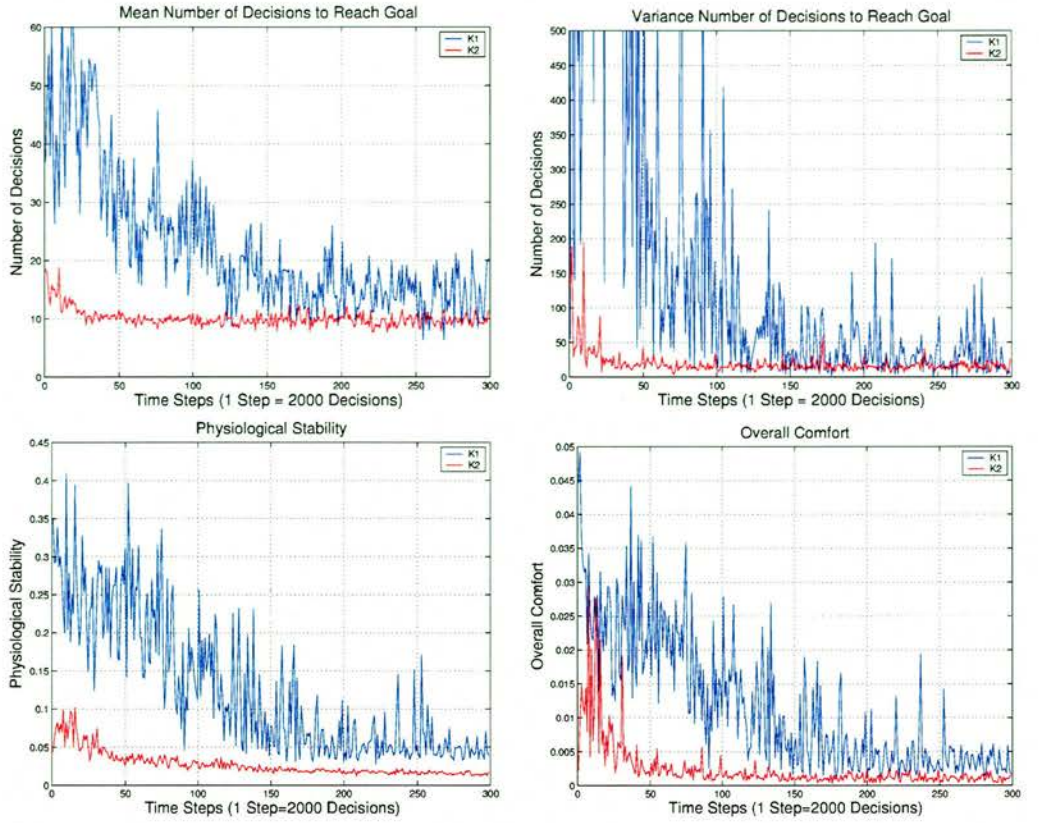 Mean Number of Decisions to Reach Goal
60
50
40
30
20
10
0
Number of Decisions
K1
K2
0 50 100 150 200 250 300
Time Steps (1 Step = 2000 Decisions)
Variance Number of Decisions to Reach Goal
500
450
400
350
300
250
200
150
100
50
0
Number of Decisions
K1
K2
0 50 100 150 200 250 300
Time Steps (1 Step = 2000 Decisions)
Physiological Stability
0.45
0.4
0.35
0.3
0.25
0.2
0.15
0.1
0.05
0
Physiological Stability
K1
K2
0 50 100 150 200 250 300
Time Steps (1 Step=2000 Decisions)
Overall Comfort
0.05
0.045
0.04
0.035
0.03
0.025
0.02
0.015
0.01
0.005
0
Overall Comfort
K1
K2
0 50 100 150 200 250 300
Time Steps (1 Step=2000 Decisions)